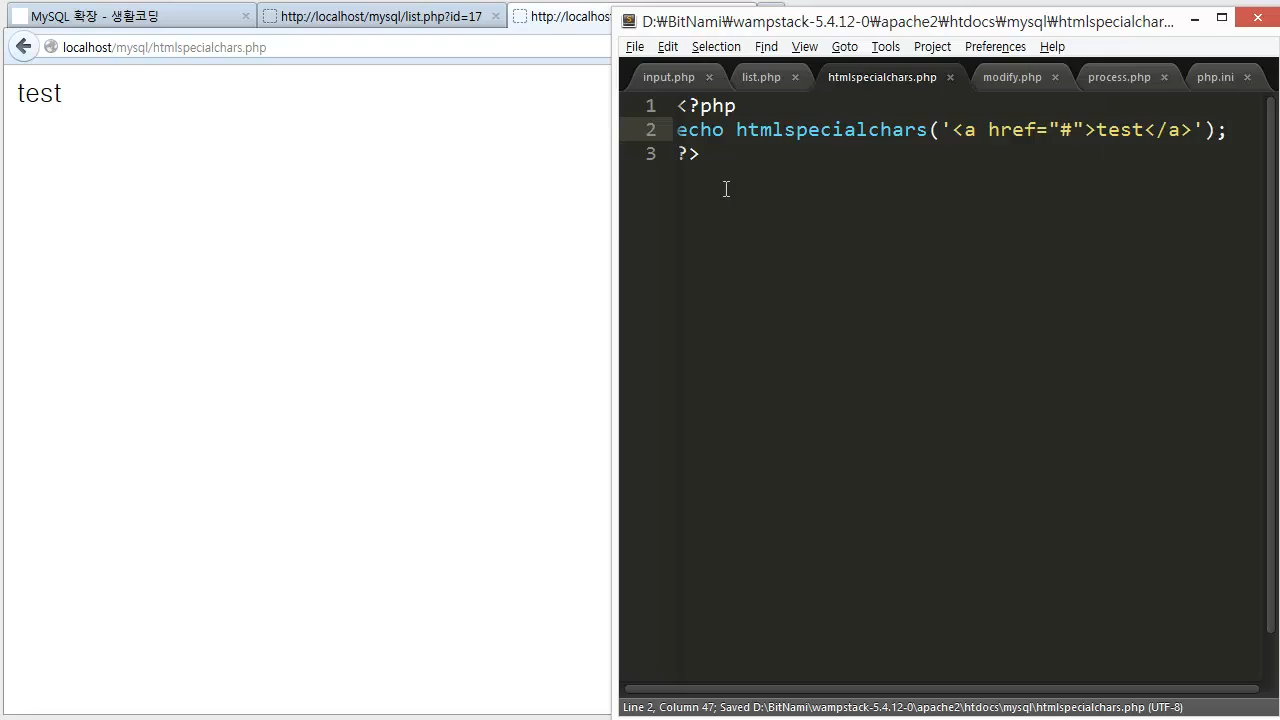 MySQL 확장 - 생활코딩
http://localhost/mysql/list.php?id=17
http://localhos
localhost/mysql/htmlspecialchars.php
test
D:₩BitNami₩wampstack-5.4.12-0₩apache2₩htdocs₩mysql₩htmlspecialchar...
File Edit Selection Find View Goto Tools Project Preferences Help
input.php list.php htmlspecialchars.php modify.php process.php php.ini
1 <?php
2 echo htmlspecialchars('<a href="#">test</a>');
3 ?>
Line 2, Column 47; Saved D:\BitNami\wampstack-5.4.12-0\apache2\htdocs\mysql\htmlspecialchars.php (UTF-8)